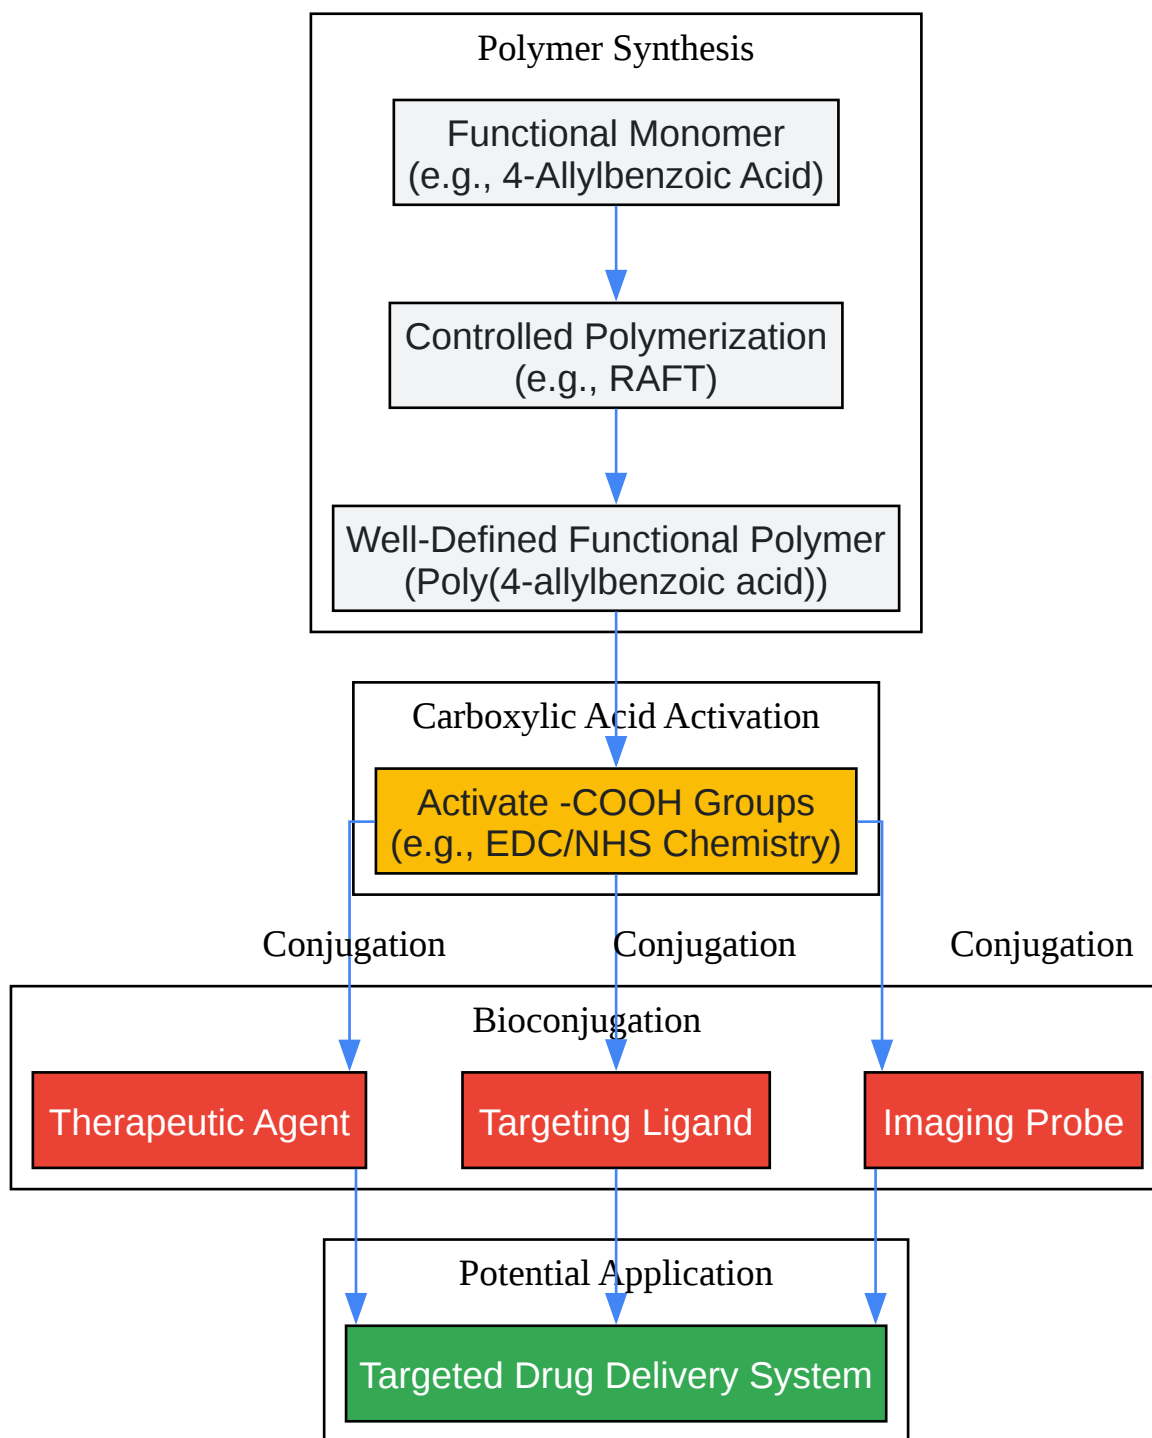 Polymer Synthesis
Functional Monomer
(e.g., 4-Allylbenzoic Acid)
Controlled Polymerization
(e.g., RAFT)
Well-Defined Functional Polymer
(Poly(4-allylbenzoic acid))
Carboxylic Acid Activation
Activate -COOH Groups
(e.g., EDC/NHS Chemistry)
Conjugation
Conjugation
Conjugation
Bioconjugation
Therapeutic Agent
Targeting Ligand
Imaging Probe
Potential Application
Targeted Drug Delivery System